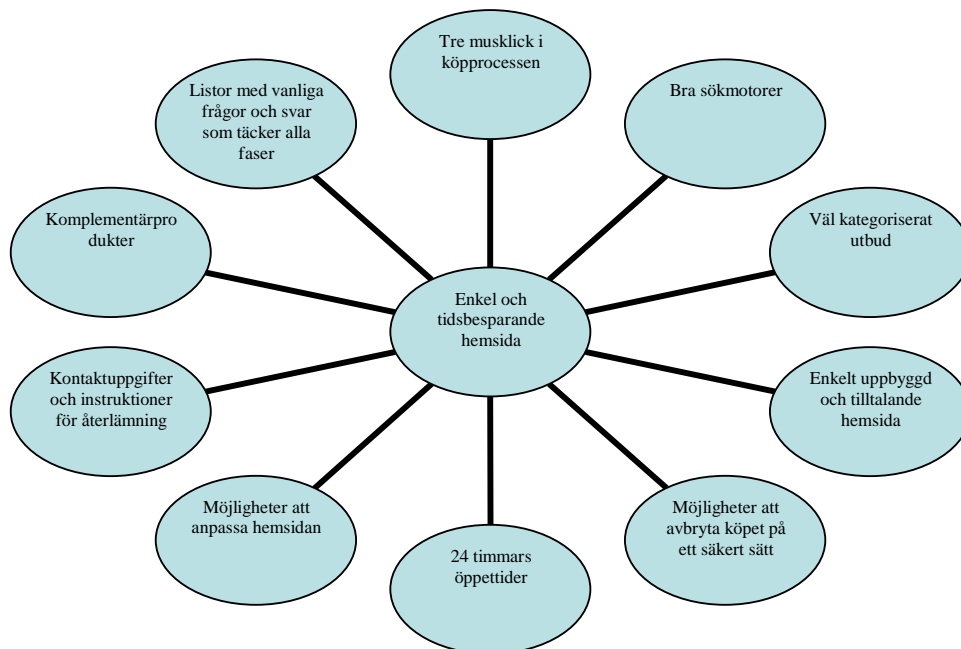 Tre musklick i
köpprocessen
Bra sökmotorer
Väl kategoriserat
utbud
Enkelt uppbyggd
och tilltalande
hemsida
Möjligheter att
avbryta köpet på
ett säkert sätt
24 timmars
öppettider
Möjligheter att
anpassa hemsidan
Kontaktuppgifter
och instruktioner
för återlämning
Komplementärpro
dukter
Listor med vanliga
frågor och svar
som täcker alla
faser
Enkel och
tidsbesparande
hemsida